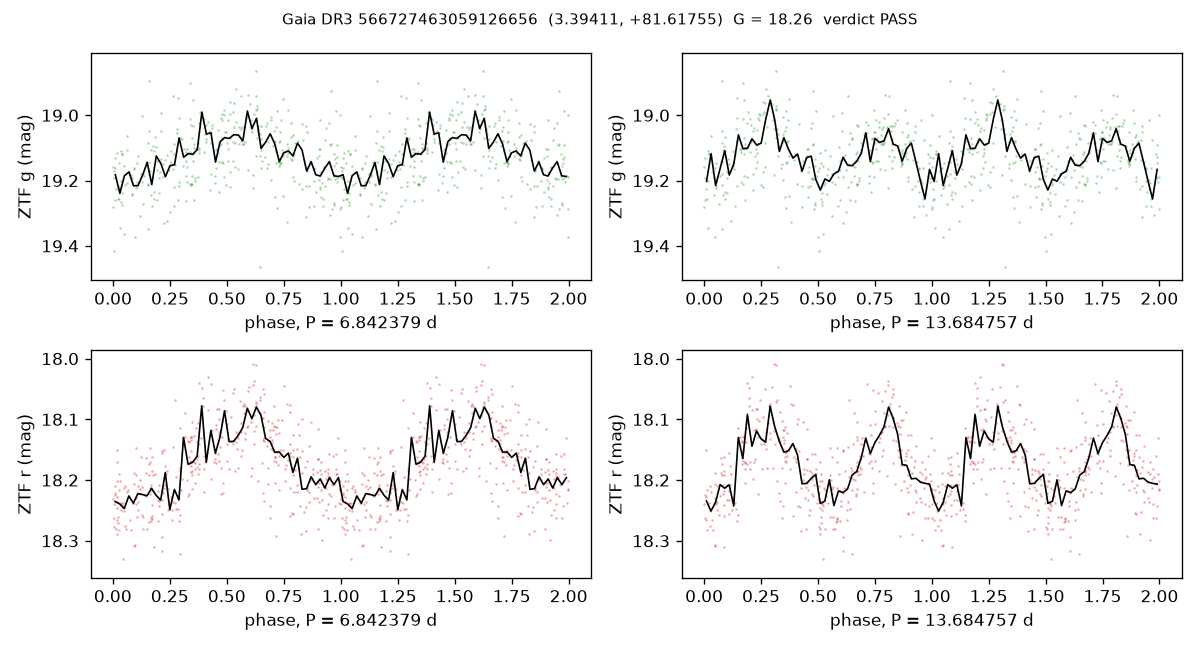 Gaia DR3 566727463059126656 (3.39411, +81.61755) G = 18.26 verdict PASS
ZTF g (mag)
19.0
19.2
19.4
0.00 0.25 0.50 0.75 1.00 1.25 1.50 1.75 2.00
phase, P = 6.842379 d
ZTF g (mag)
19.0
19.2
19.4
0.00 0.25 0.50 0.75 1.00 1.25 1.50 1.75 2.00
phase, P = 13.684757 d
ZTF r (mag)
18.0
18.1
18.2
18.3
0.00 0.25 0.50 0.75 1.00 1.25 1.50 1.75 2.00
phase, P = 6.842379 d
ZTF r (mag)
18.0
18.1
18.2
18.3
0.00 0.25 0.50 0.75 1.00 1.25 1.50 1.75 2.00
phase, P = 13.684757 d